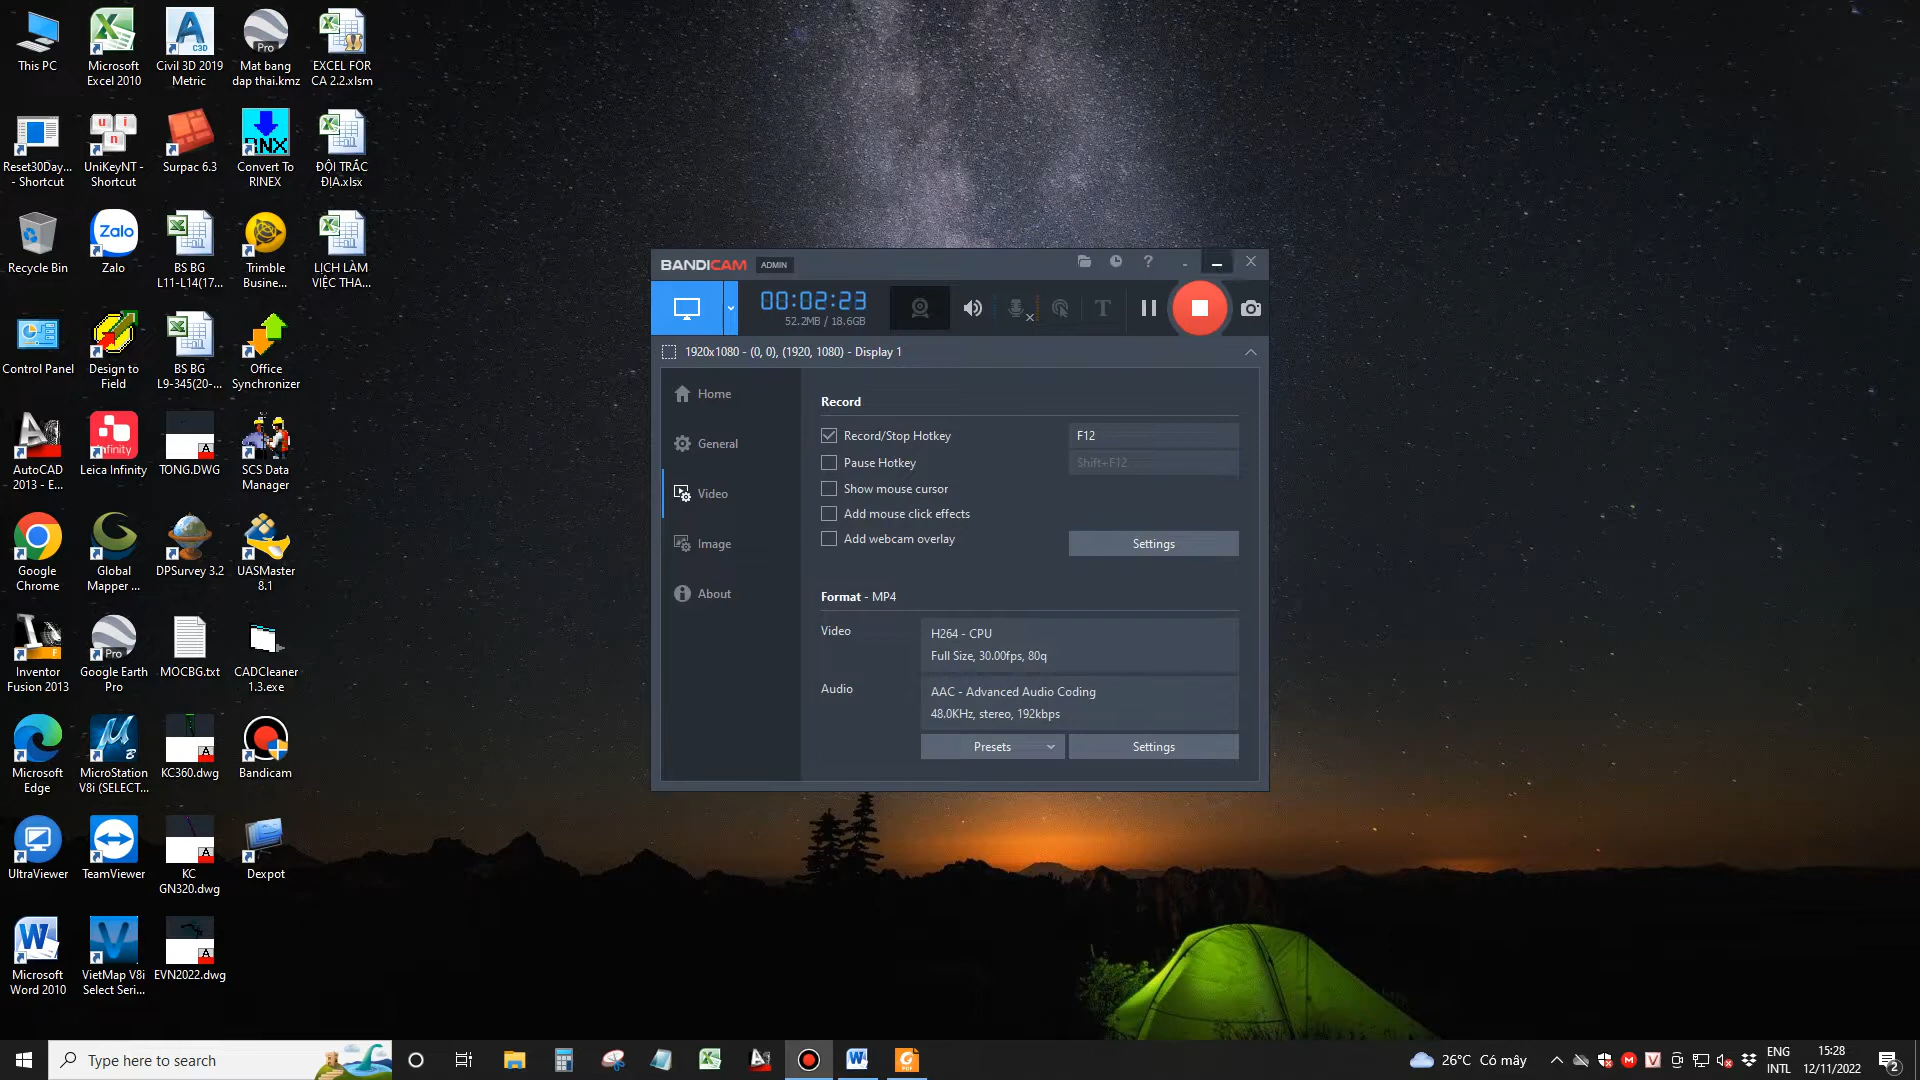 This PC
Microsoft
Excel 2010
Civil 3D 2019
Metric
Pro
Mat bang
dap thai.kmz
EXCEL FOR
CA 2.2.xlsm
Reset30Day...
- Shortcut
UniKeyNT -
Shortcut
Surpac 6.3
RNX
Convert To
RINEX
ĐỘI TRẮC
ĐỊA.xlsx
Recycle Bin
Zalo
Zalo
BS BG
L11-L14(17...
Trimble
Busine...
LỊCH LÀM
VIỆC THA...
Control Panel
Design to
Field
BS BG
L9-345(20-...
Office
Synchronizer
AutoCAD
2013 - E...
infinity
Leica Infinity
TONG.DWG
SCS Data
Manager
Google
Chrome
Global
Mapper ...
DPSurvey 3.2
UASMaster
8.1
Inventor
Fusion 2013
Pro
Google Earth
Pro
MOCBG.txt
CADCleaner
1.3.exe
Microsoft
Edge
MicroStation
V8i (SELECT...
KC360.dwg
Bandicam
UltraViewer
TeamViewer
KC
GN320.dwg
Dexpot
Microsoft
Word 2010
VietMap V8i
Select Seri...
EVN2022.dwg
BANDICAM ADMIN
00:02:23
52.2MB / 18.6GB
1920x1080 - (0, 0), (1920, 1080) - Display 1
Home
General
Video
Image
About
Record
Record/Stop Hotkey F12
Pause Hotkey Shift+F12
Show mouse cursor
Add mouse click effects
Add webcam overlay
Settings
Format - MP4
Video
H264 - CPU
Full Size, 30.00fps, 80q
Audio
AAC - Advanced Audio Coding
48.0KHz, stereo, 192kbps
Presets Settings
Type here to search
26°C Có mây
ENG
INTL
15:28
12/11/2022
2